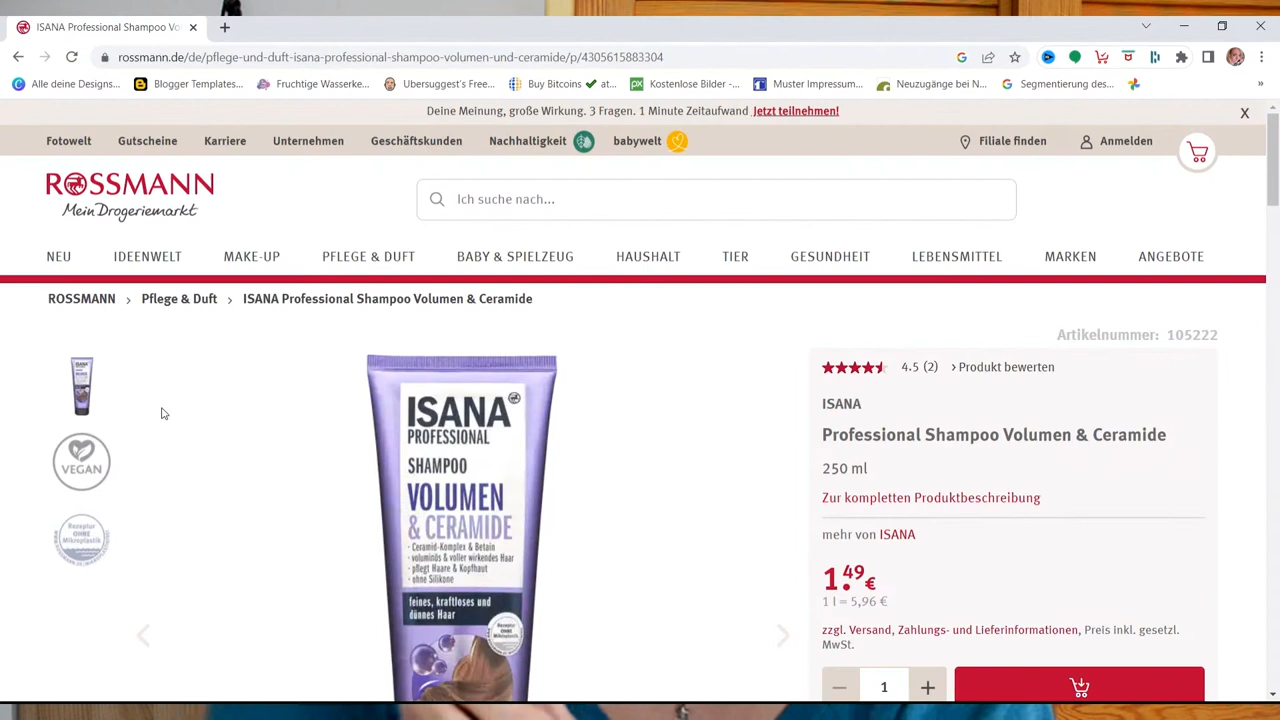 ISANA Professional Shampoo Vo
rossmann.de/de/pflege-und-duft-isana-professional-shampoo-volumen-und-ceramide/p/4305615883304
Alle deine Designs...
Blogger Templates...
Fruchtige Wasserke...
Ubersuggest's Free...
Buy Bitcoins ✔ at...
Kostenlose Bilder -...
Muster Impressum...
Neuzugänge bei N...
Segmentierung des...
»
Deine Meinung, große Wirkung. 3 Fragen. 1 Minute Zeitaufwand Jetzt teilnehmen!
X
Fotowelt Gutscheine Karriere Unternehmen Geschäftskunden Nachhaltigkeit babywelt Filiale finden Anmelden
ROSSMANN
Mein Drogeriemarkt
Ich suche nach...
NEU IDEENWELT MAKE-UP PFLEGE & DUFT BABY & SPIELZEUG HAUSHALT TIER GESUNDHEIT LEBENSMITTEL MARKEN ANGEBOTE
ROSSMANN › Pflege & Duft › ISANA Professional Shampoo Volumen & Ceramide
Artikelnummer: 105222
VEGAN
Rezeptur
OHNE
Mikroplastik
ISANA
PROFESSIONAL
SHAMPOO
VOLUMEN
& CERAMIDE
· Ceramid-Komplex & Betain
· voluminös & voller wirkendes Haar
· pflegt Haare & Kopfhaut
· ohne Silikone
feines, kraftloses und
dünnes Haar
Rezeptur
OHNE
Mikroplastik
4.5 (2) › Produkt bewerten
ISANA
Professional Shampoo Volumen & Ceramide
250 ml
Zur kompletten Produktbeschreibung
mehr von ISANA
1.49 €
1 l = 5,96 €
zzgl. Versand, Zahlungs- und Lieferinformationen, Preis inkl. gesetzl.
MwSt.
− 1 +